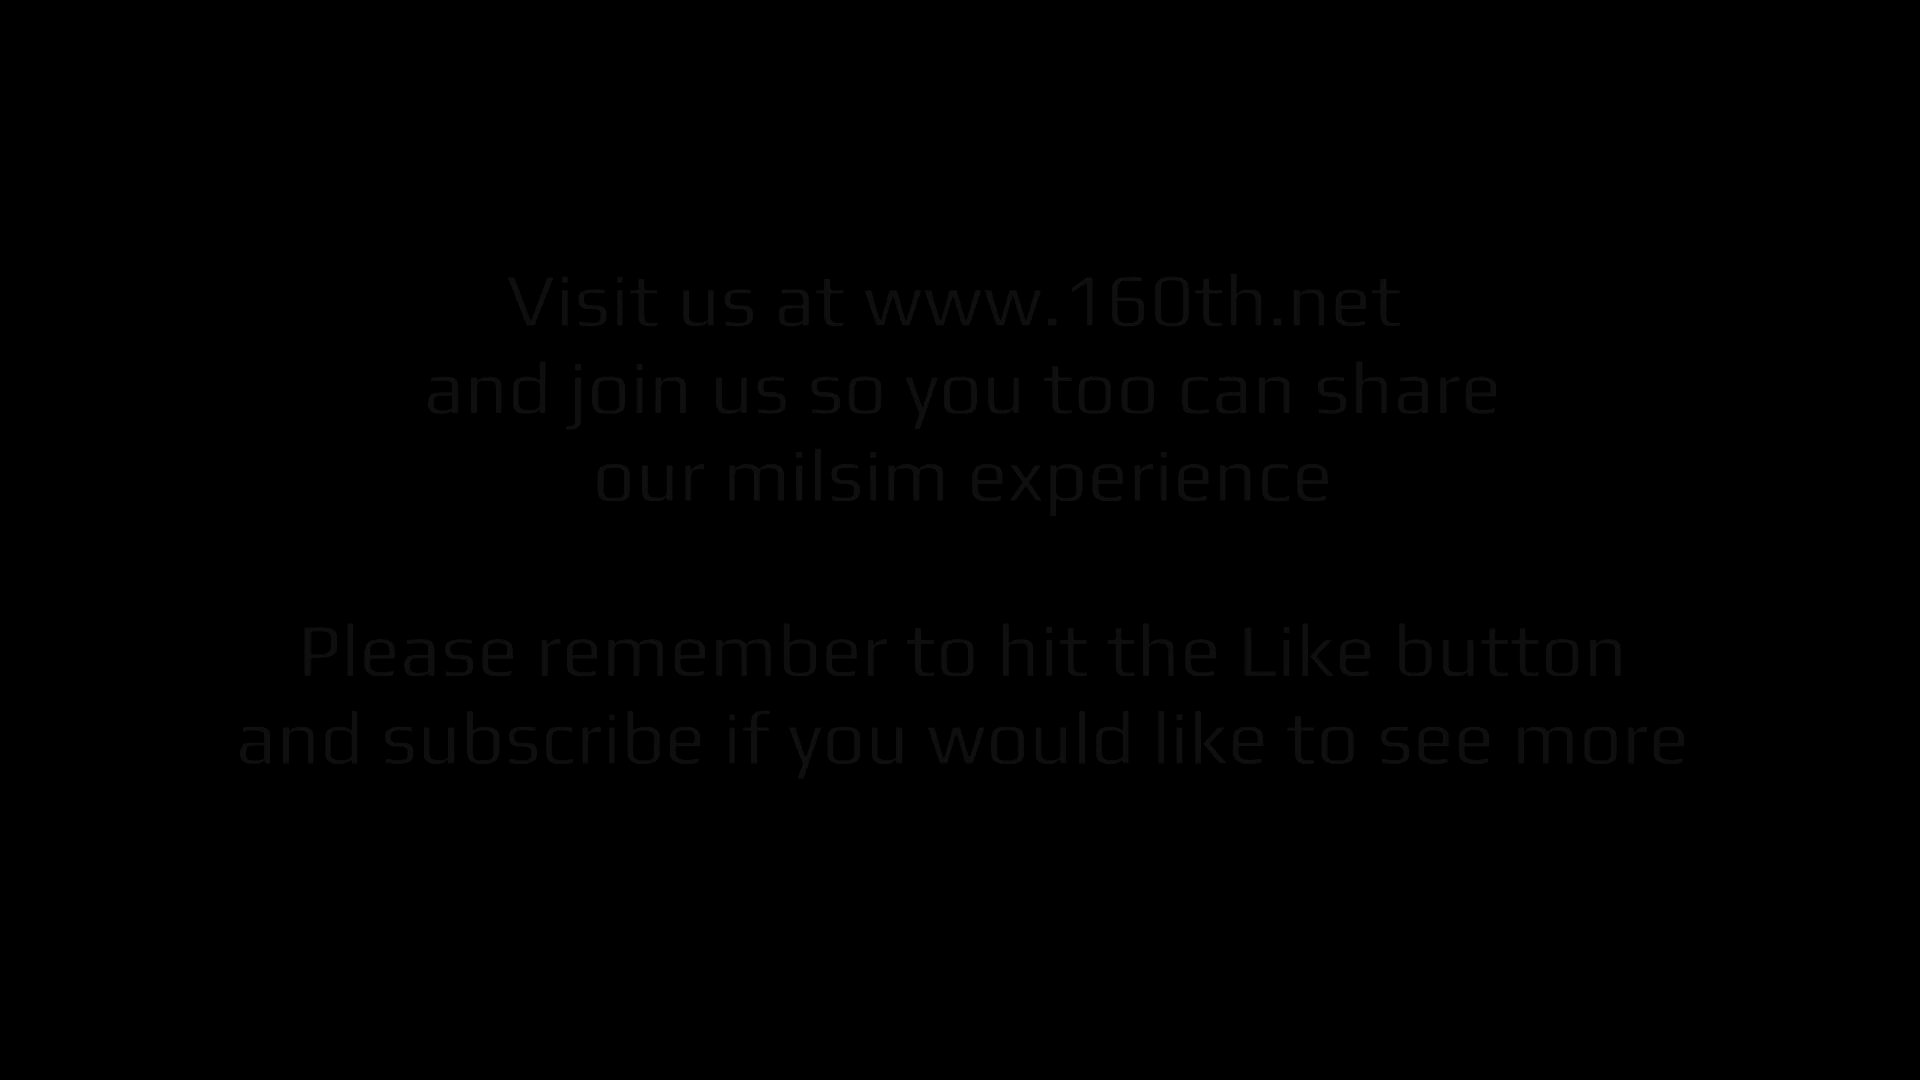 Visit us at www.160th.net
and join us so you too can share
our milsim experience
Please remember to hit the Like button
and subscribe if you would like to see more